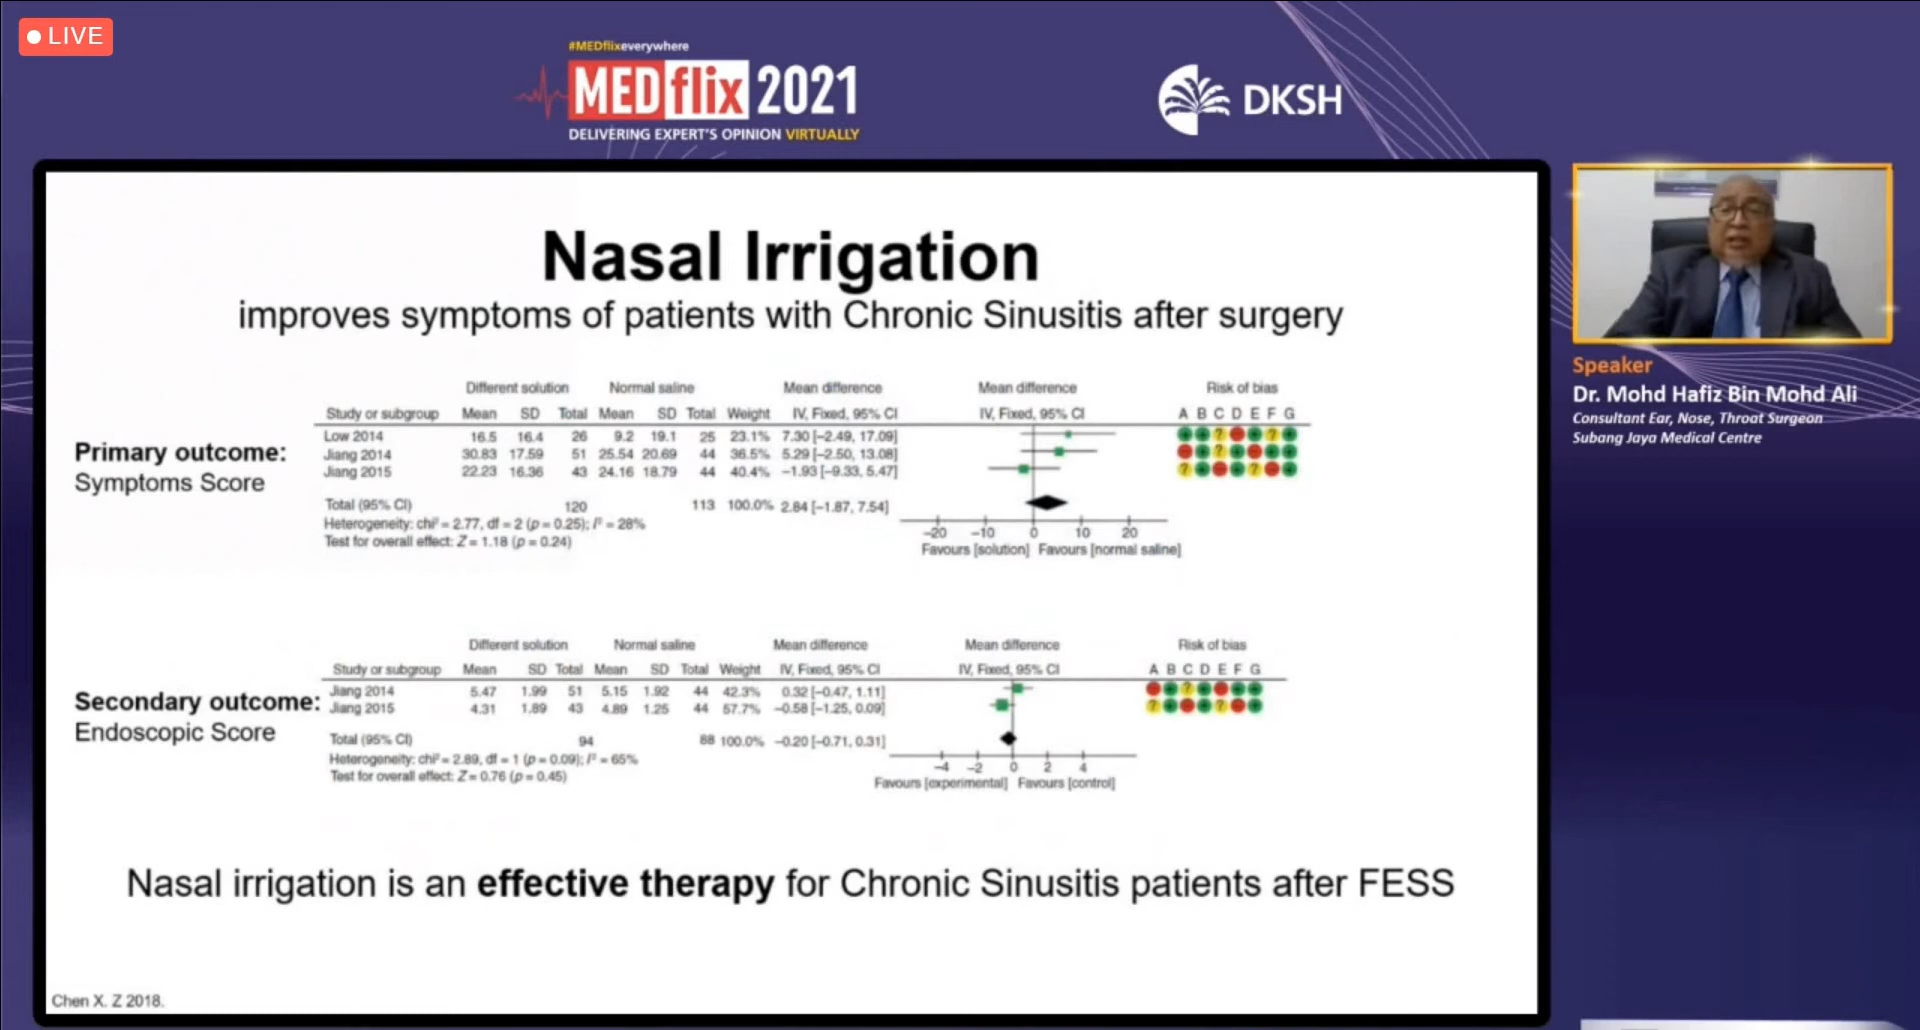 LIVE
#MEDflixeverywhere
MEDflix 2021
DELIVERING EXPERT'S OPINION VIRTUALLY
DKSH
Nasal Irrigation
improves symptoms of patients with Chronic Sinusitis after surgery
Primary outcome:
Symptoms Score
Different solution Normal saline Mean difference Mean difference Risk of bias
Study or subgroup Mean SD Total Mean SD Total Weight IV, Fixed, 95% CI IV, Fixed, 95% CI A B C D E F G
Low 2014 16.5 16.4 26 9.2 19.1 25 23.1% 7.30 [−2.49, 17.09]
Jiang 2014 30.83 17.59 51 25.54 20.69 44 36.5% 5.29 [−2.50, 13.08]
Jiang 2015 22.23 16.36 43 24.16 18.79 44 40.4% −1.93 [−9.33, 5.47]
Total (95% CI) 120 113 100.0% 2.84 [−1.87, 7.54]
Heterogeneity: chi² = 2.77, df = 2 (p = 0.25); I² = 28%
Test for overall effect: Z = 1.18 (p = 0.24)
−20 −10 0 10 20
Favours [solution] Favours [normal saline]
Secondary outcome:
Endoscopic Score
Different solution Normal saline Mean difference Mean difference Risk of bias
Study or subgroup Mean SD Total Mean SD Total Weight IV, Fixed, 95% CI IV, Fixed, 95% CI A B C D E F G
Jiang 2014 5.47 1.99 51 5.15 1.92 44 42.3% 0.32 [−0.47, 1.11]
Jiang 2015 4.31 1.89 43 4.89 1.25 44 57.7% −0.58 [−1.25, 0.09]
Total (95% CI) 94 88 100.0% −0.20 [−0.71, 0.31]
Heterogeneity: chi² = 2.89, df = 1 (p = 0.09); I² = 65%
Test for overall effect: Z = 0.76 (p = 0.45)
−4 −2 0 2 4
Favours [experimental] Favours [control]
Nasal irrigation is an effective therapy for Chronic Sinusitis patients after FESS
Chen X. Z 2018.
Speaker
Dr. Mohd Hafiz Bin Mohd Ali
Consultant Ear, Nose, Throat Surgeon
Subang Jaya Medical Centre